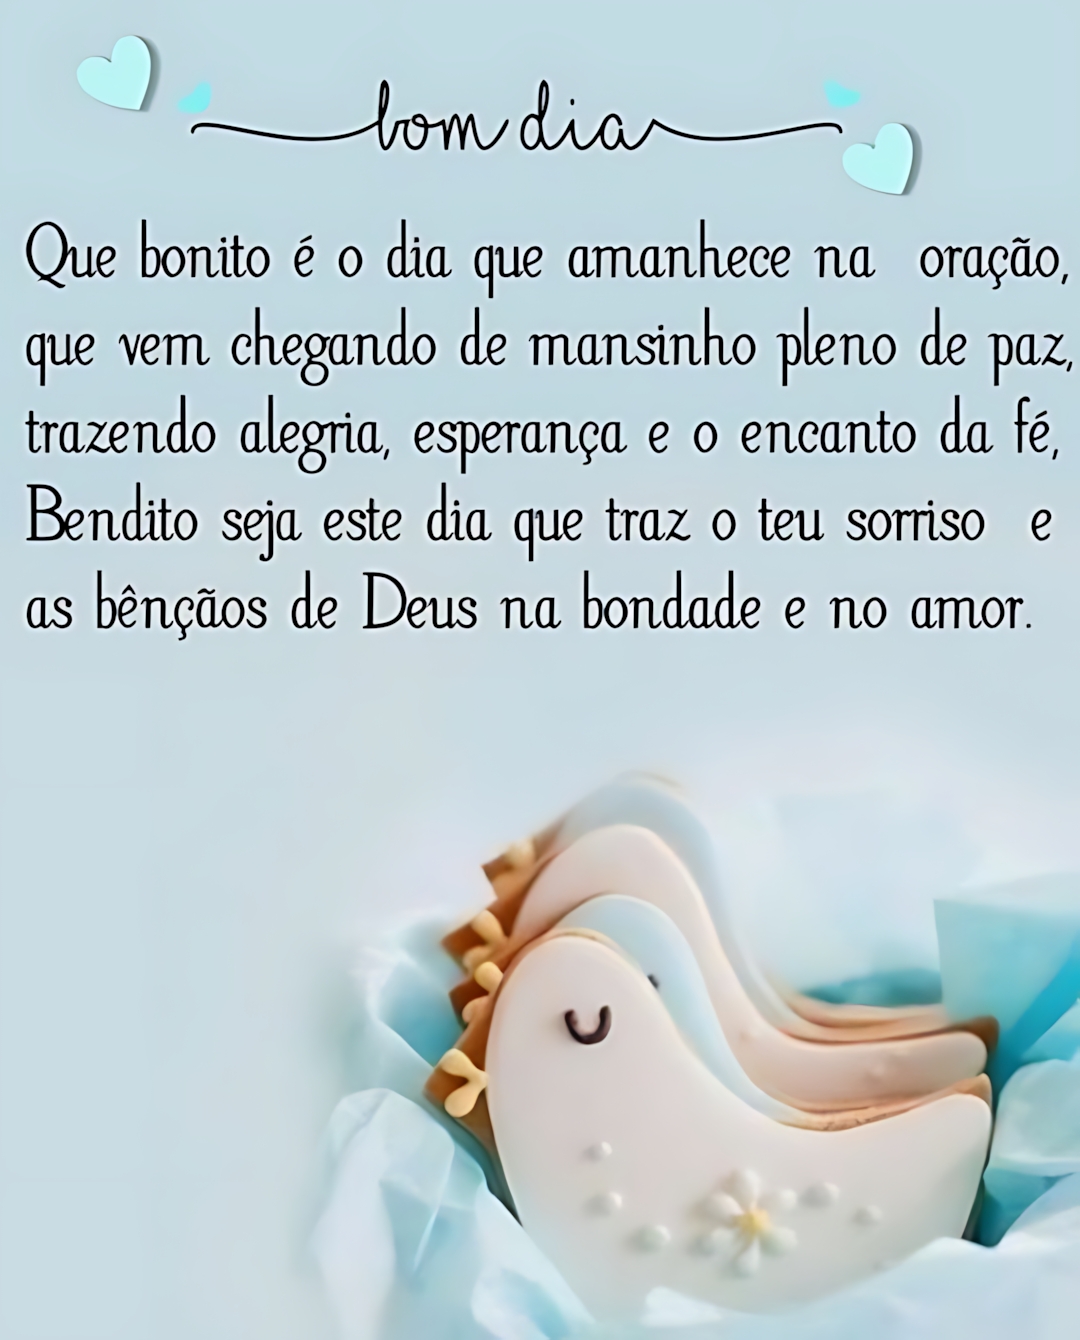 bom dia
Que bonito é o dia que amanhece na oração,
que vem chegando de mansinho pleno de paz,
trazendo alegria, esperança e o encanto da fé,
Bendito seja este dia que traz o teu sorriso e
as bênçãos de Deus na bondade e no amor.